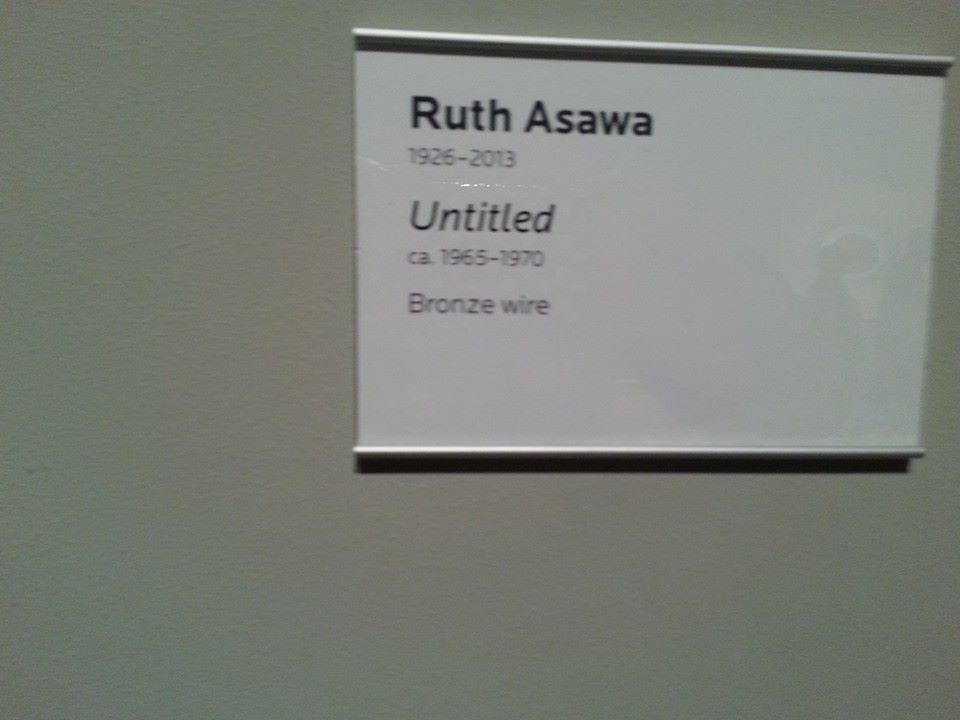 Ruth Asawa
1926–2013
Untitled
ca. 1965–1970
Bronze wire